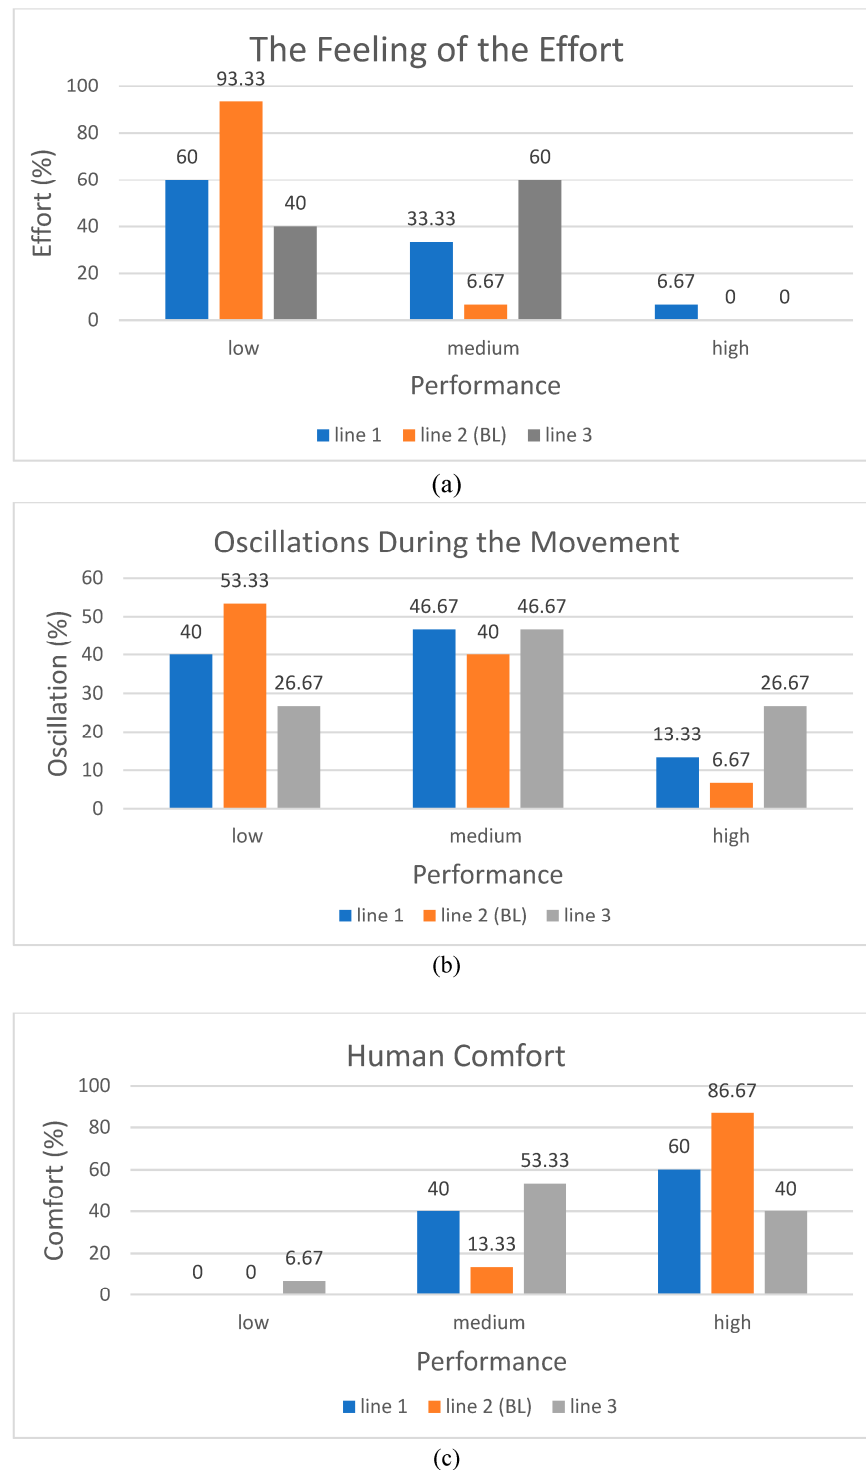 The Feeling of the Effort
93.33
100
80
60
40
20
0
Effort (%)
60
40
33.33
6.67
60
6.67
0
0
low
medium
high
Performance
line 1
line 2 (BL)
line 3
(a)
Oscillations During the Movement
53.33
60
50
40
30
20
10
0
Oscillation (%)
40
26.67
46.67
40
46.67
13.33
6.67
26.67
low
medium
high
Performance
line 1
line 2 (BL)
line 3
(b)
Human Comfort
86.67
100
80
60
40
20
0
Comfort (%)
0
0
6.67
40
13.33
53.33
60
40
low
medium
high
Performance
line 1
line 2 (BL)
line 3
(c)